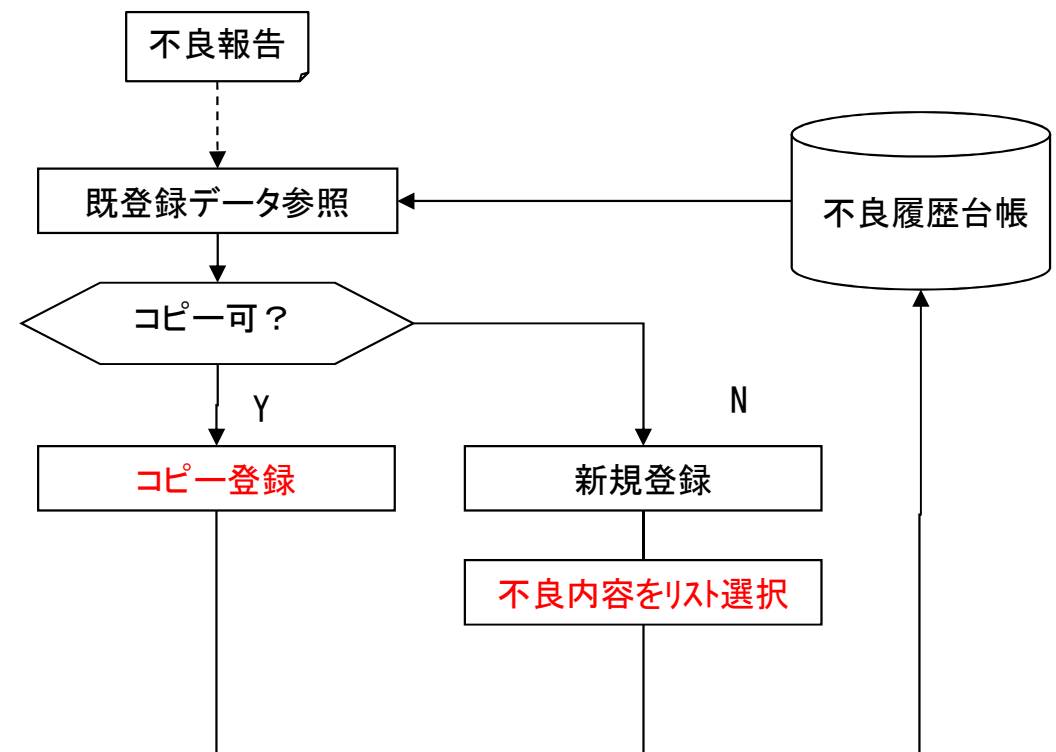 不良報告
既登録データ参照
不良履歴台帳
コピー可？
Y
N
コピー登録
新規登録
不良内容をリスト選択